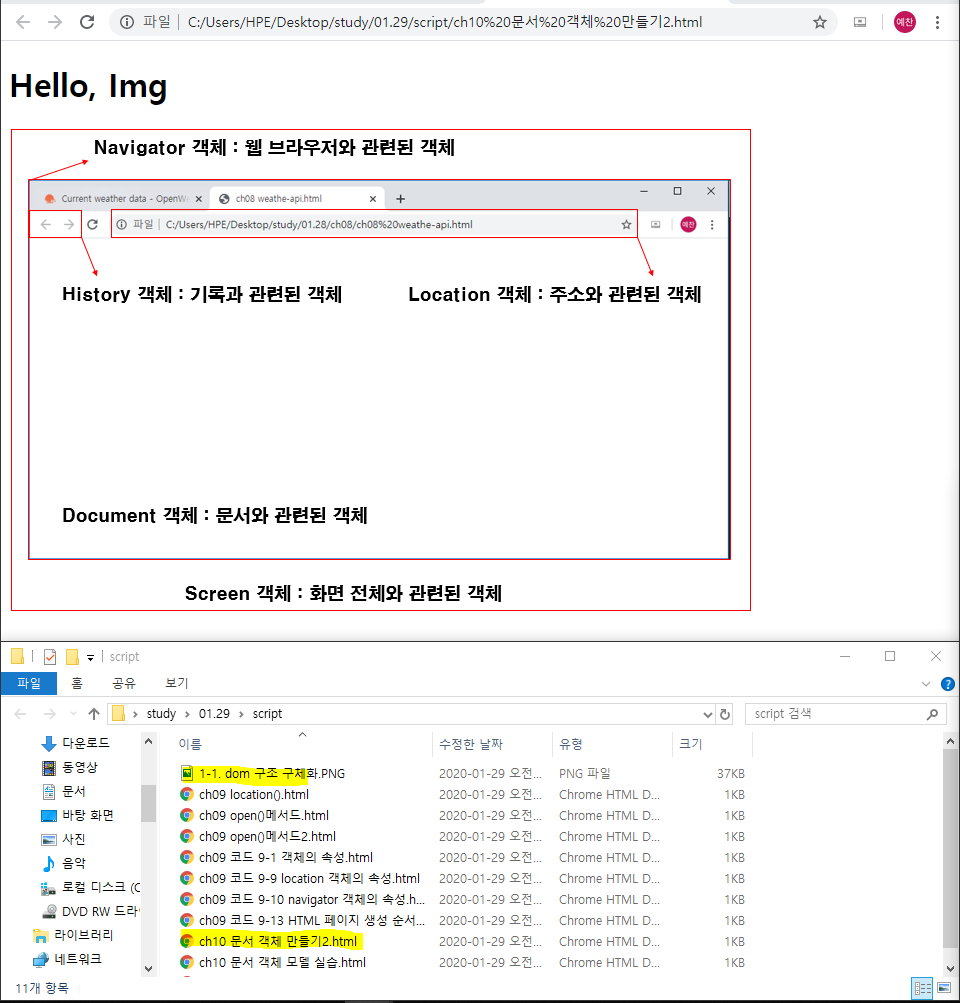 파일 C:/Users/HPE/Desktop/study/01.29/script/ch10%20문서%20객체%20만들기2.html 예찬
Hello, Img
Navigator 객체 : 웹 브라우저와 관련된 객체
Current weather data - OpenWe ch08 weathe-api.html
파일 C:/Users/HPE/Desktop/study/01.28/ch08/ch08%20weathe-api.html 예찬
History 객체 : 기록과 관련된 객체 Location 객체 : 주소와 관련된 객체
Document 객체 : 문서와 관련된 객체
Screen 객체 : 화면 전체와 관련된 객체
script
파일 홈 공유 보기
study 01.29 script script 검색
다운로드 이름 수정한 날짜 유형 크기
동영상 1-1. dom 구조 구체화.PNG 2020-01-29 오전... PNG 파일 37KB
문서 ch09 location().html 2020-01-29 오전... Chrome HTML D... 1KB
바탕 화면 ch09 open()메서드.html 2020-01-29 오전... Chrome HTML D... 1KB
사진 ch09 open()메서드2.html 2020-01-29 오전... Chrome HTML D... 1KB
음악 ch09 코드 9-1 객체의 속성.html 2020-01-29 오전... Chrome HTML D... 1KB
로컬 디스크 (C ch09 코드 9-9 location 객체의 속성.html 2020-01-29 오전... Chrome HTML D... 1KB
DVD RW 드라이 ch09 코드 9-10 navigator 객체의 속성.h... 2020-01-29 오전... Chrome HTML D... 1KB
라이브러리 ch09 코드 9-13 HTML 페이지 생성 순서... 2020-01-29 오전... Chrome HTML D... 1KB
네트워크 ch10 문서 객체 만들기2.html 2020-01-29 오전... Chrome HTML D... 1KB
ch10 문서 객체 모델 실습.html 2020-01-29 오전... Chrome HTML D... 1KB
11개 항목